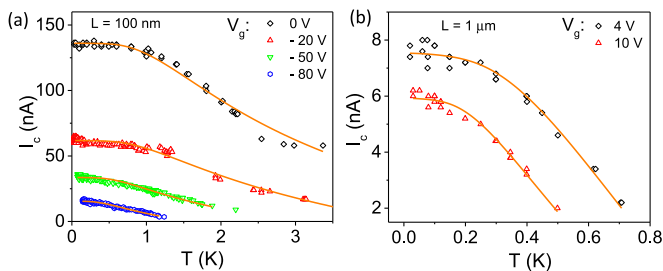 (a)
L = 100 nm
V_g:
0 V
- 20 V
- 50 V
- 80 V
I_c (nA)
150
100
50
0
0
1
2
3
T (K)
(b)
L = 1 µm
V_g:
4 V
10 V
I_c (nA)
8
6
4
2
0.0
0.2
0.4
0.6
0.8
T (K)